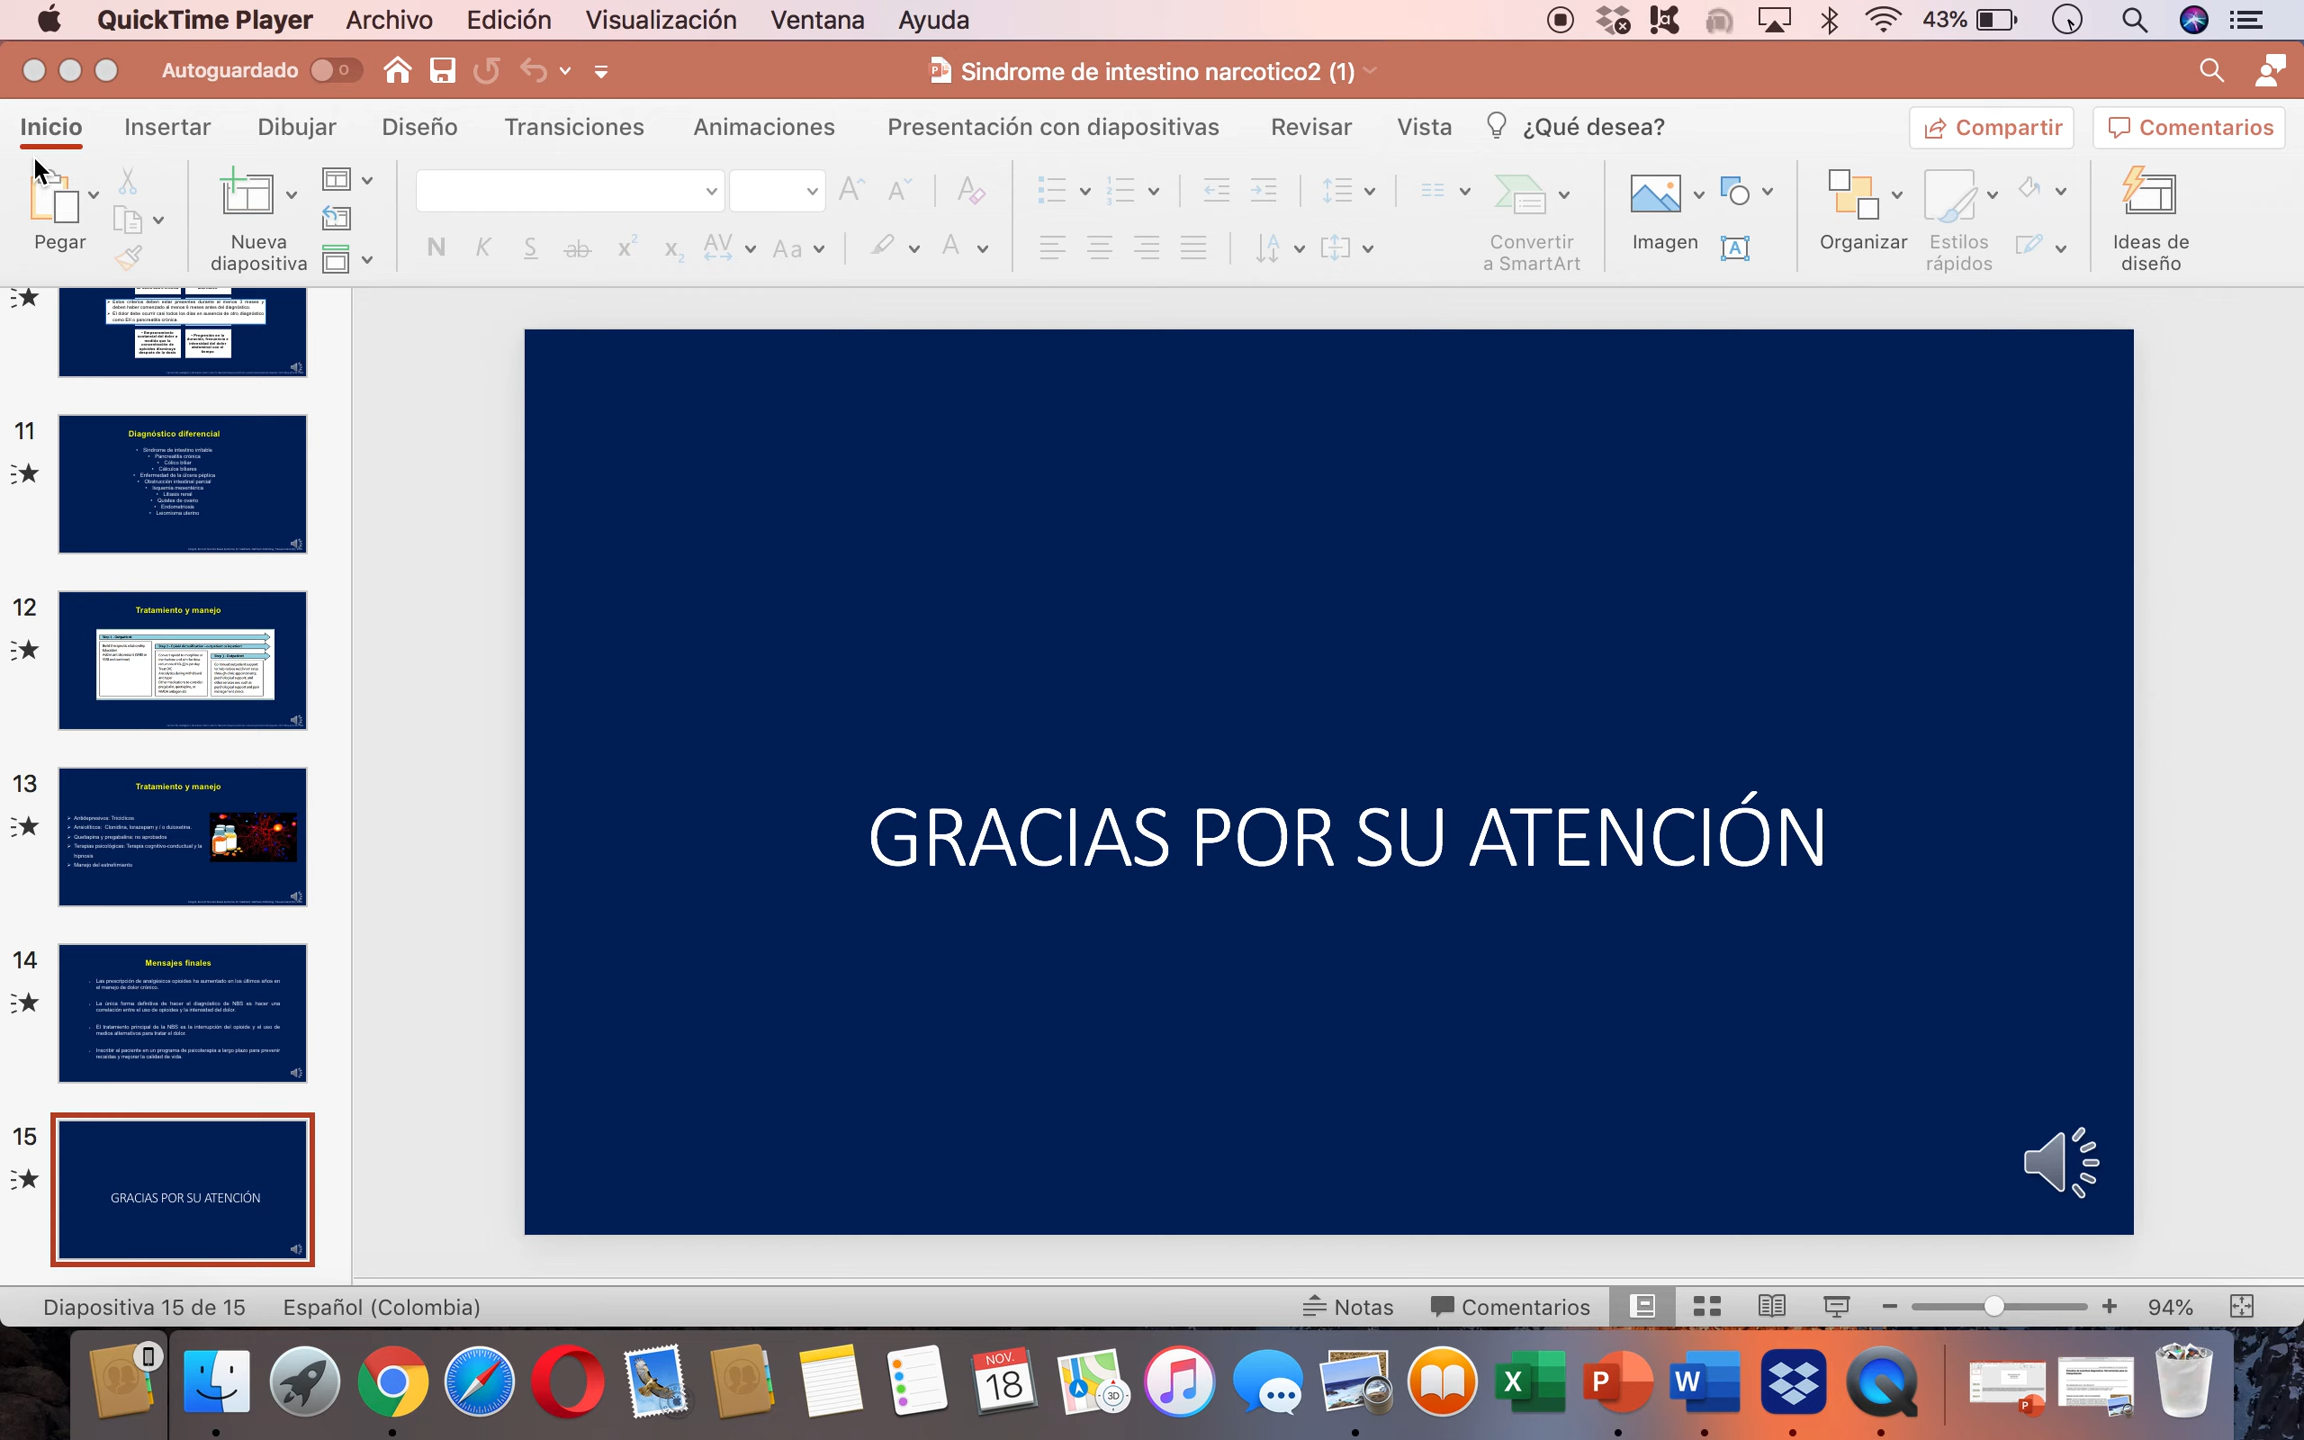 QuickTime Player Archivo Edición Visualización Ventana Ayuda 43%
Autoguardado Sindrome de intestino narcotico2 (1)
Inicio Insertar Dibujar Diseño Transiciones Animaciones Presentación con diapositivas Revisar Vista ¿Qué desea? Compartir Comentarios
Pegar
Nueva
diapositiva
N K S ab x² x₂ AV Aa A
Convertir
a SmartArt
Imagen
Organizar
Estilos
rápidos
Ideas de
diseño
11
Diagnóstico diferencial
• Síndrome de intestino irritable
• Pancreatitis crónica
• Cólico biliar
• Cálculos biliares
• Enfermedad de la úlcera péptica
• Obstrucción intestinal parcial
• Isquemia mesentérica
• Litiasis renal
• Quistes de ovario
• Endometriosis
• Leiomioma uterino
12
Tratamiento y manejo
13
Tratamiento y manejo
Antidepresivos: Tricíclicos
Ansiolíticos: Clonidina, lorazepam y / o duloxetina.
Quetiapina y pregabalina: no aprobados
Terapias psicológicas: Terapia cognitivo-conductual y la
hipnosis
Manejo del estreñimiento
14
Mensajes finales
Las prescripción de analgésicos opioides ha aumentado en los últimos años en
el manejo de dolor crónico.
La única forma definitiva de hacer el diagnóstico de NBS es hacer una
correlación entre el uso de opioides y la intensidad del dolor.
El tratamiento principal de la NBS es la interrupción del opioide y el uso de
medios alternativos para tratar el dolor.
Inscribir al paciente en un programa de psicoterapia a largo plazo para prevenir
recaídas y mejorar la calidad de vida.
15
GRACIAS POR SU ATENCIÓN
GRACIAS POR SU ATENCIÓN
Diapositiva 15 de 15 Español (Colombia) Notas Comentarios 94%
NOV.
18
3D
X P W